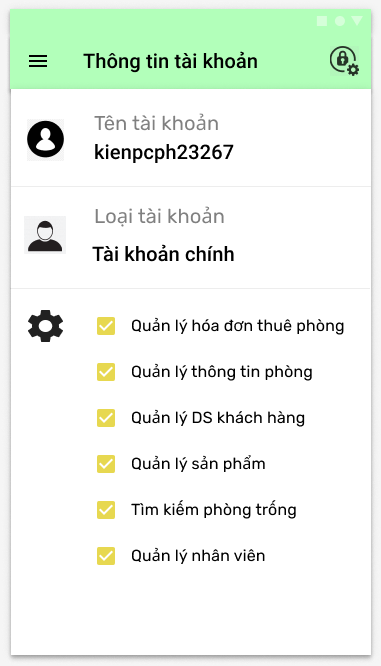 Thông tin tài khoản
Tên tài khoản
kienpcph23267
Loại tài khoản
Tài khoản chính
Quản lý hóa đơn thuê phòng
Quản lý thông tin phòng
Quản lý DS khách hàng
Quản lý sản phẩm
Tìm kiếm phòng trống
Quản lý nhân viên